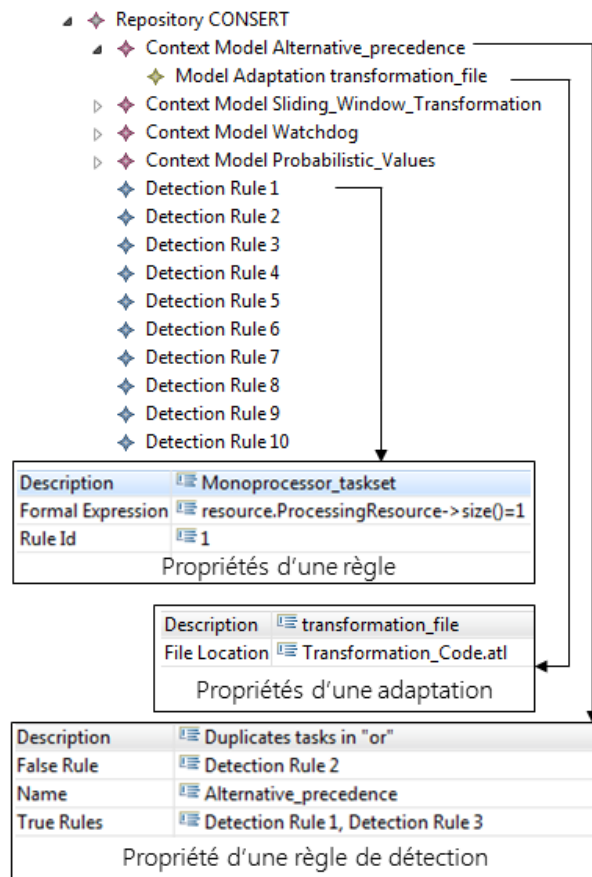 Repository CONSERT
Context Model Alternative_precedence
Model Adaptation transformation_file
Context Model Sliding_Window_Transformation
Context Model Watchdog
Context Model Probabilistic_Values
Detection Rule 1
Detection Rule 2
Detection Rule 3
Detection Rule 4
Detection Rule 5
Detection Rule 6
Detection Rule 7
Detection Rule 8
Detection Rule 9
Detection Rule 10
Description Monoprocessor_taskset
Formal Expression resource.ProcessingResource->size()=1
Rule Id 1
Propriétés d'une règle
Description transformation_file
File Location Transformation_Code.atl
Propriétés d'une adaptation
Description Duplicates tasks in "or"
False Rule Detection Rule 2
Name Alternative_precedence
True Rules Detection Rule 1, Detection Rule 3
Propriété d'une règle de détection